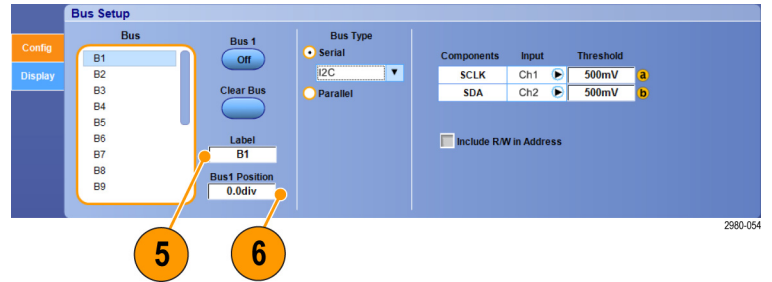 Bus Setup
Config
Display
Bus
B1
B2
B3
B4
B5
B6
B7
B8
B9
Bus 1
Off
Clear Bus
Label
B1
Bus1 Position
0.0div
Bus Type
Serial
I2C
Parallel
Components Input Threshold
SCLK Ch1 500mV a
SDA Ch2 500mV b
Include R/W in Address
5
6
2980-054